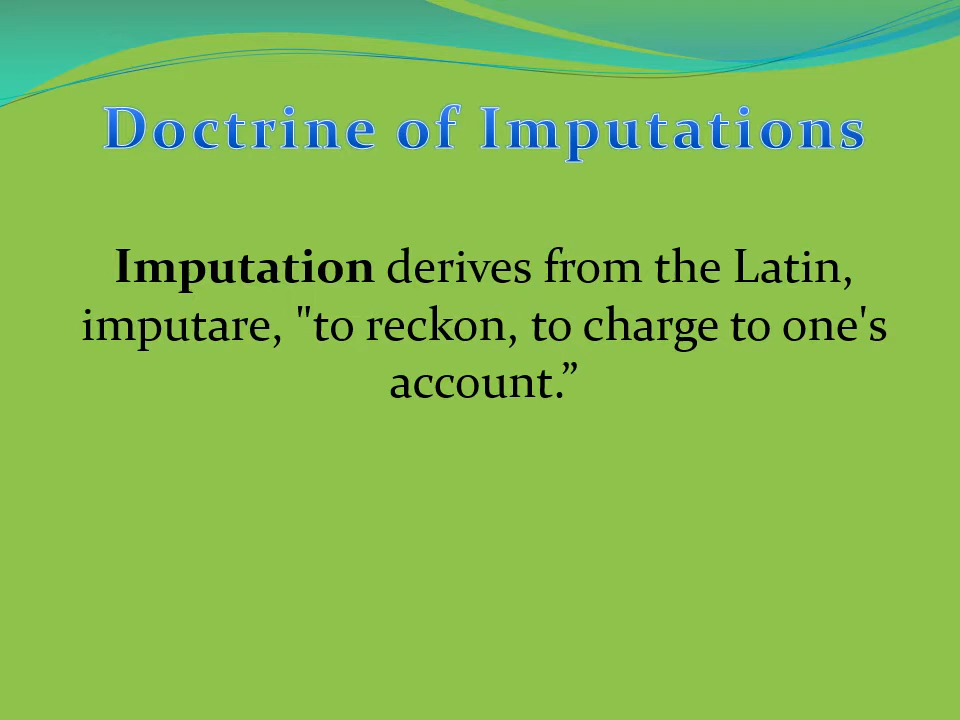 Doctrine of Imputations
Imputation derives from the Latin,
imputare, "to reckon, to charge to one's
account.”